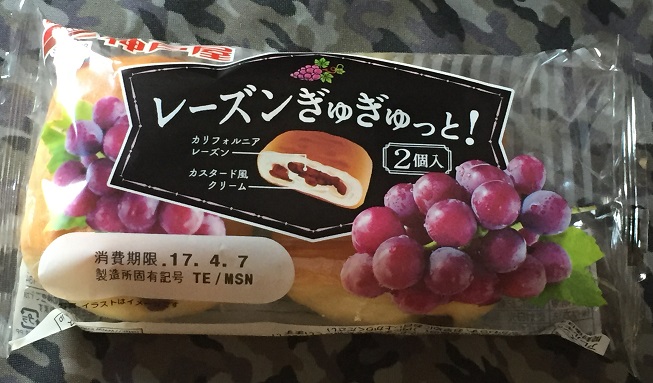 神戸屋
レーズンぎゅぎゅっと!
カリフォルニア
レーズン
カスタード風
クリーム
2個入
消費期限 .17. 4. 7
製造所固有記号 TE/MSN
イラストはイメージです